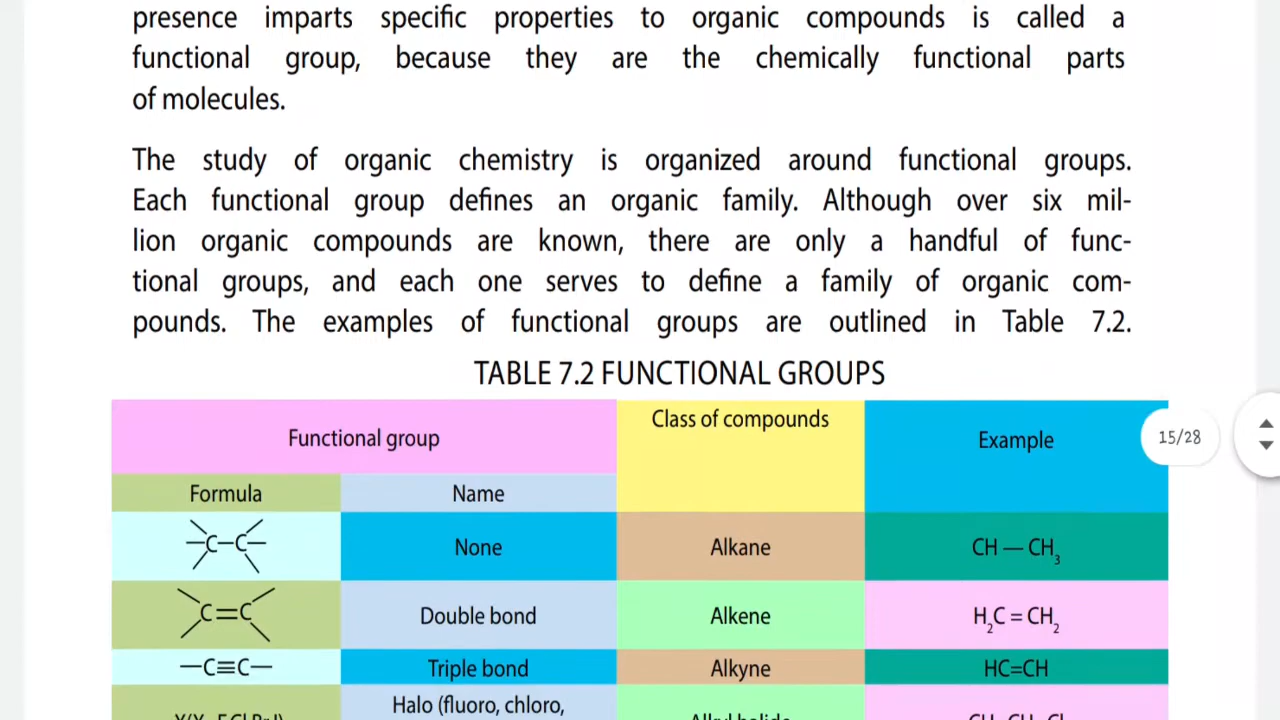 presence imparts specific properties to organic compounds is called a
functional group, because they are the chemically functional parts
of molecules.
The study of organic chemistry is organized around functional groups.
Each functional group defines an organic family. Although over six mil-
lion organic compounds are known, there are only a handful of func-
tional groups, and each one serves to define a family of organic com-
pounds. The examples of functional groups are outlined in Table 7.2.
TABLE 7.2 FUNCTIONAL GROUPS
Functional group Class of compounds Example
15/28
Formula Name
C–C None Alkane CH — CH₃
C=C Double bond Alkene H₂C = CH₂
—C≡C— Triple bond Alkyne HC=CH
Halo (fluoro, chloro,